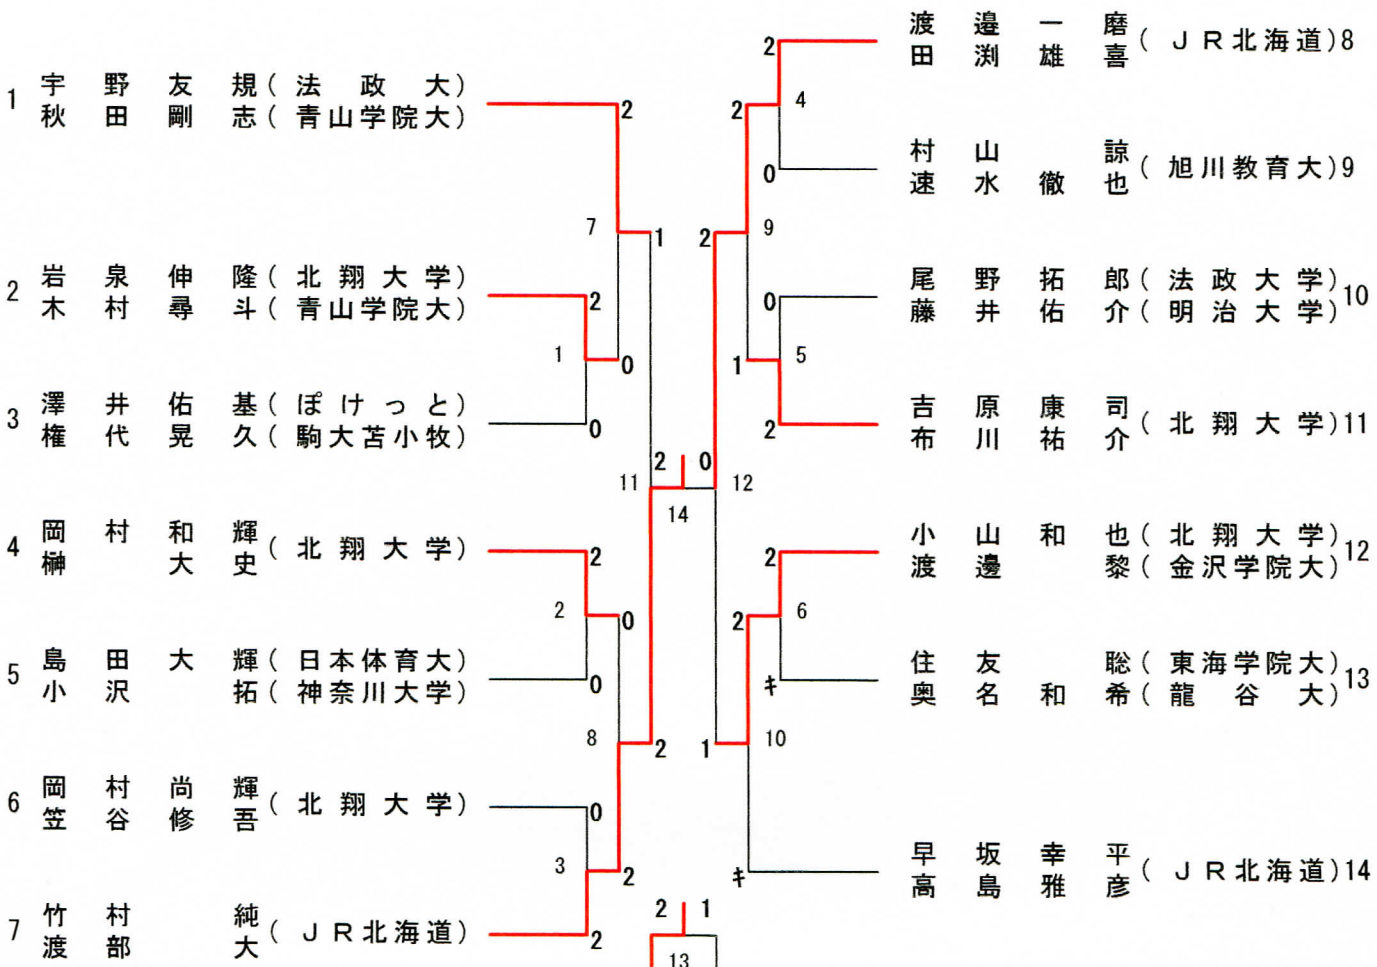 1 宇野友規(法政大)
秋田剛志(青山学院大)
2 岩泉伸隆(北翔大学)
木村尋斗(青山学院大)
3 澤井佑基(ぽけっと)
権代晃久(駒大苫小牧)
4 岡村和輝(北翔大学)
榊大史
5 島田大輝(日本体育大)
小沢拓(神奈川大学)
6 岡村尚輝(北翔大学)
笠谷修吾
7 竹村純(JR北海道)
渡部大
2
7
1
2
1
0
0
11
2
2
0
0
8
2
0
3
2
2
2 0
14
2 1
13
2
2
4
0
2
9
0
1
5
2
12
2
2
6
キ
1
10
キ
渡邉一磨(JR北海道)8
田渕雄喜
村山諒(旭川教育大)9
速水徹也
尾野拓郎(法政大学)10
藤井佑介(明治大学)
吉原康司(北翔大学)11
布川祐介
小山和也(北翔大学)12
渡邊黎(金沢学院大)
住友聡(東海学院大)13
奥名和希(龍谷大)
早坂幸平(JR北海道)14
高島雅彦